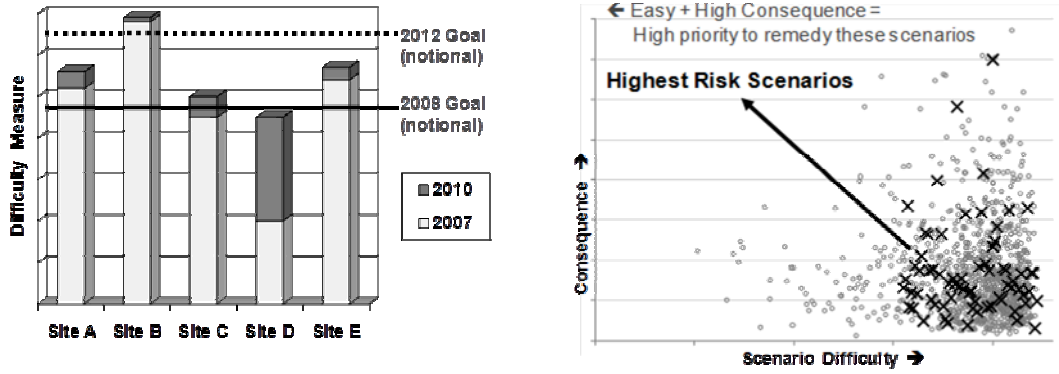 2012 Goal
(notional)
2008 Goal
(notional)
Difficulty Measure
2010
2007
Site A
Site B
Site C
Site D
Site E
← Easy + High Consequence =
High priority to remedy these scenarios
Highest Risk Scenarios
Consequence →
Scenario Difficulty →